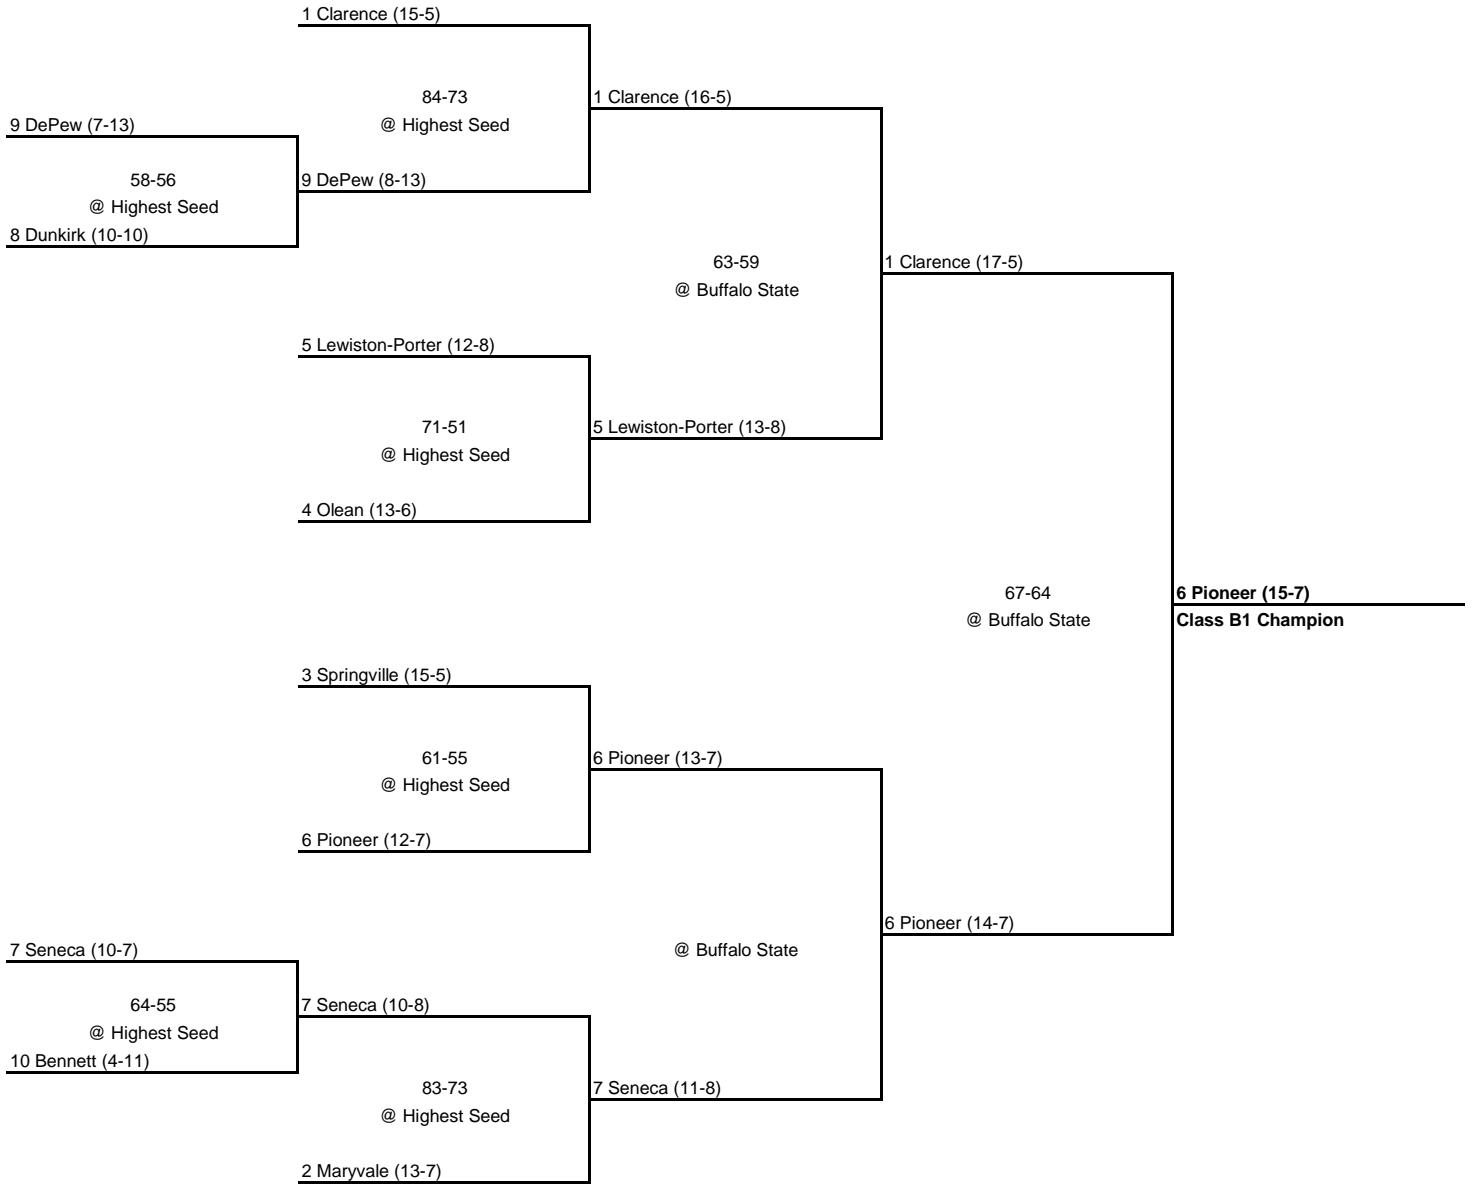 1 Clarence (15-5)
84-73
@ Highest Seed
1 Clarence (16-5)
9 DePew (7-13)
58-56
@ Highest Seed
9 DePew (8-13)
8 Dunkirk (10-10)
63-59
@ Buffalo State
1 Clarence (17-5)
5 Lewiston-Porter (12-8)
71-51
@ Highest Seed
5 Lewiston-Porter (13-8)
4 Olean (13-6)
67-64
@ Buffalo State
6 Pioneer (15-7)
Class B1 Champion
3 Springville (15-5)
61-55
@ Highest Seed
6 Pioneer (13-7)
6 Pioneer (12-7)
6 Pioneer (14-7)
@ Buffalo State
7 Seneca (10-7)
64-55
@ Highest Seed
7 Seneca (10-8)
10 Bennett (4-11)
83-73
@ Highest Seed
7 Seneca (11-8)
2 Maryvale (13-7)